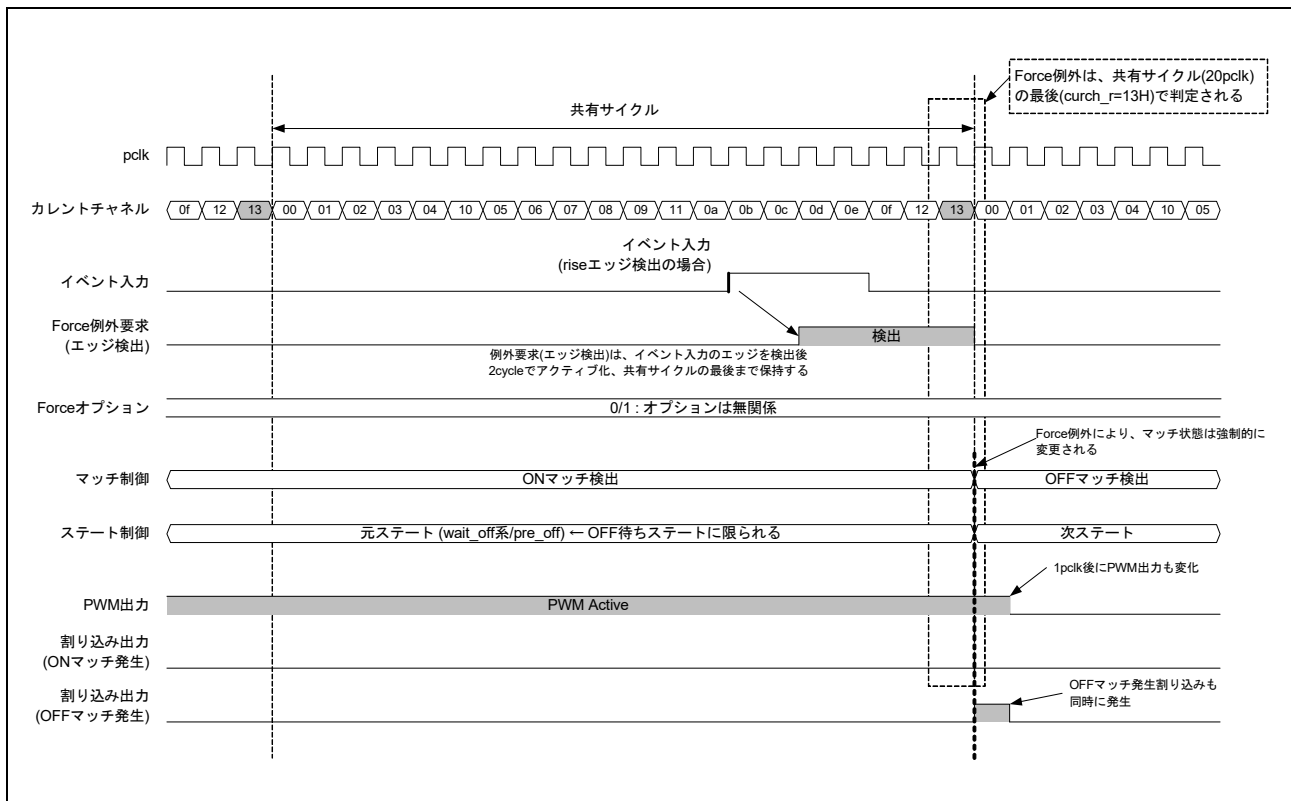 Force例外は、共有サイクル(20pclk)
の最後(curch_r=13H)で判定される
共有サイクル
pclk
カレントチャネル
0f 12 13 00 01 02 03 04 10 05 06 07 08 09 11 0a 0b 0c 0d 0e 0f 12 13 00 01 02 03 04 10 05
イベント入力
(riseエッジ検出の場合)
イベント入力
Force例外要求
(エッジ検出)
検出
例外要求(エッジ検出)は、イベント入力のエッジを検出後
2cycleでアクティブ化、共有サイクルの最後まで保持する
Forceオプション
0/1 : オプションは無関係
Force例外により、マッチ状態は強制的に
変更される
マッチ制御
ONマッチ検出
OFFマッチ検出
ステート制御
元ステート (wait_off系/pre_off) ← OFF待ちステートに限られる
次ステート
1pclk後にPWM出力も変化
PWM出力
PWM Active
割り込み出力
(ONマッチ発生)
割り込み出力
(OFFマッチ発生)
OFFマッチ発生割り込みも
同時に発生